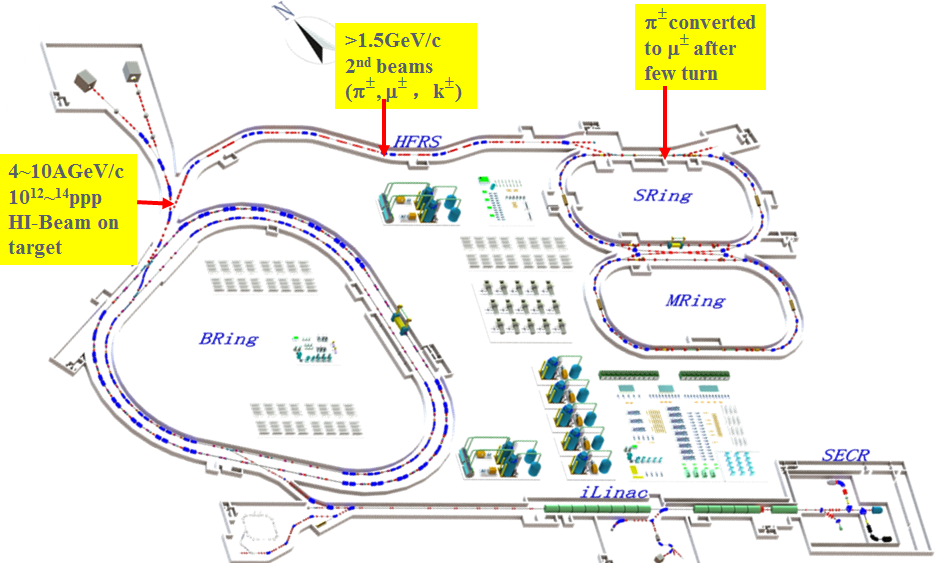 N
>1.5GeV/c
2nd beams
(π±, μ±， k±)
π± converted
to μ± after
few turn
HFRS
4~10AGeV/c
10¹²~¹⁴ppp
HI-Beam on
target
SRing
MRing
BRing
SECR
iLinac